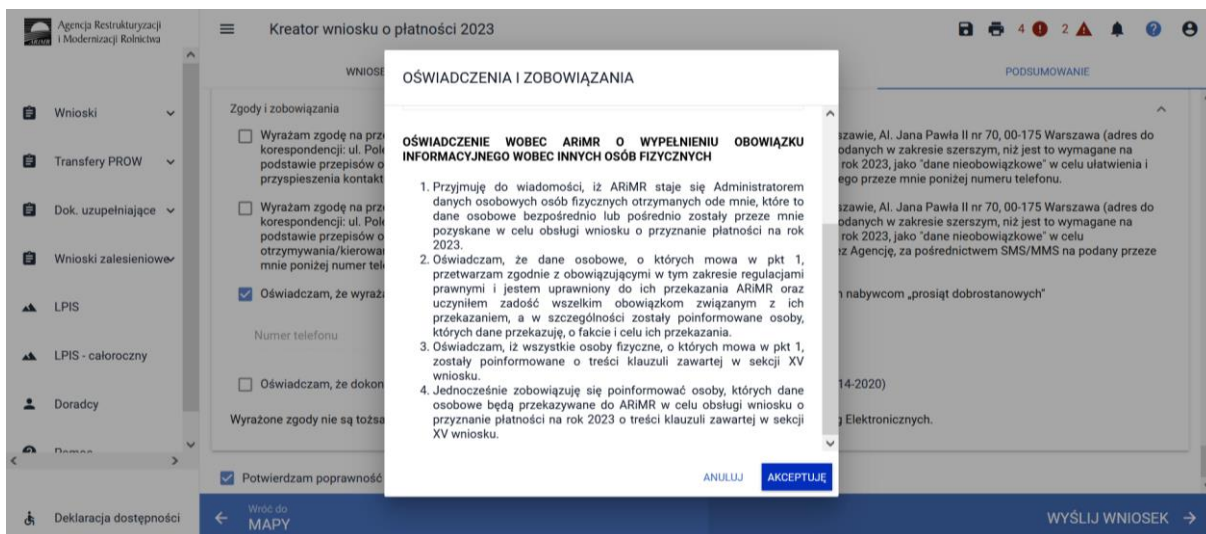 Agencja Restrukturyzacji
i Modernizacji Rolnictwa
Kreator wniosku o płatności 2023
4
2
PODSUMOWANIE
Wnioski
Transfery PROW
Dok. uzupełniające
Wnioski zalesieniowe
LPIS
LPIS - całoroczny
Doradcy
Deklaracja dostępności
Zgody i zobowiązania
Wyrażam zgodę na
korespondencji: ul.
podstawie przepisów o
przyspieszenia
szawie, Al. Jana Pawła II nr 70, 00-175 Warszawa (adres do
odanych w zakresie szerszym, niż jest to wymagane na
rok 2023, jako "dane nieobowiązkowe" w celu ułatwienia i
ego przeze mnie poniżej numeru telefonu.
Wyrażam zgodę na
korespondencji: ul.
podstawie przepisów o
mnie poniżej numer
szawie, Al. Jana Pawła II nr 70, 00-175 Warszawa (adres do
odanych w zakresie szerszym, niż jest to wymagane na
rok 2023, jako "dane nieobowiązkowe" w celu
ez Agencję, za pośrednictwem SMS/MMS na podany przeze
Oświadczam, że
nabywcom „prosiąt dobrostanowych"
Numer telefonu
Oświadczam, że
14-2020)
Wyrażone zgody nie są
Elektronicznych.
Potwierdzam poprawność
OŚWIADCZENIA I ZOBOWIĄZANIA
OŚWIADCZENIE WOBEC ARiMR O WYPEŁNIENIU OBOWIĄZKU
INFORMACYJNEGO WOBEC INNYCH OSÓB FIZYCZNYCH
1. Przyjmuję do wiadomości, iż ARiMR staje się Administratorem
danych osobowych osób fizycznych otrzymanych ode mnie, które to
dane osobowe bezpośrednio lub pośrednio zostały przeze mnie
pozyskane w celu obsługi wniosku o przyznanie płatności na rok
2023.
2. Oświadczam, że dane osobowe, o których mowa w pkt 1,
przetwarzam zgodnie z obowiązującymi w tym zakresie regulacjami
prawnymi i jestem uprawniony do ich przekazania ARiMR oraz
uczyniłem zadość wszelkim obowiązkom związanym z ich
przekazaniem, a w szczególności zostały poinformowane osoby,
których dane przekazuję, o fakcie i celu ich przekazania.
3. Oświadczam, iż wszystkie osoby fizyczne, o których mowa w pkt 1,
zostały poinformowane o treści klauzuli zawartej w sekcji XV
wniosku.
4. Jednocześnie zobowiązuję się poinformować osoby, których dane
osobowe będą przekazywane do ARiMR w celu obsługi wniosku o
przyznanie płatności na rok 2023 o treści klauzuli zawartej w sekcji
XV wniosku.
ANULUJ
AKCEPTUJĘ
Wróć do
MAPY
WYŚLIJ WNIOSEK